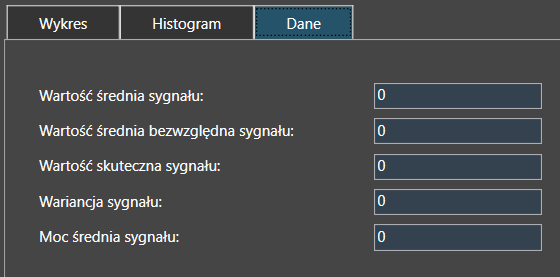 Wykres Histogram Dane
Wartość średnia sygnału: 0
Wartość średnia bezwzględna sygnału: 0
Wartość skuteczna sygnału: 0
Wariancja sygnału: 0
Moc średnia sygnału: 0